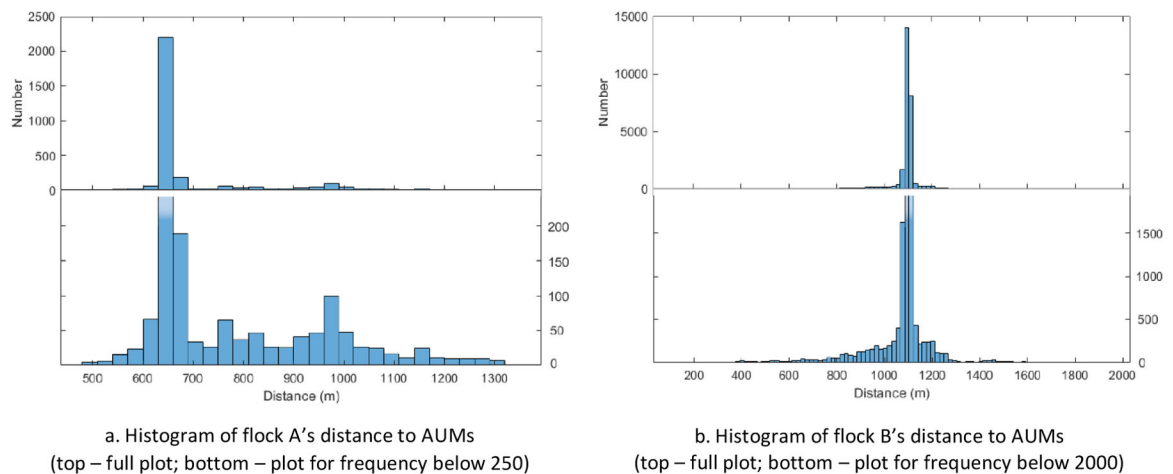 2500
2000
1500
1000
500
0
Number
200
150
100
50
0
500 600 700 800 900 1000 1100 1200 1300
Distance (m)
a. Histogram of flock A's distance to AUMs
(top – full plot; bottom – plot for frequency below 250)
15000
10000
5000
0
Number
1500
1000
500
0
200 400 600 800 1000 1200 1400 1600 1800 2000
Distance (m)
b. Histogram of flock B's distance to AUMs
(top – full plot; bottom – plot for frequency below 2000)